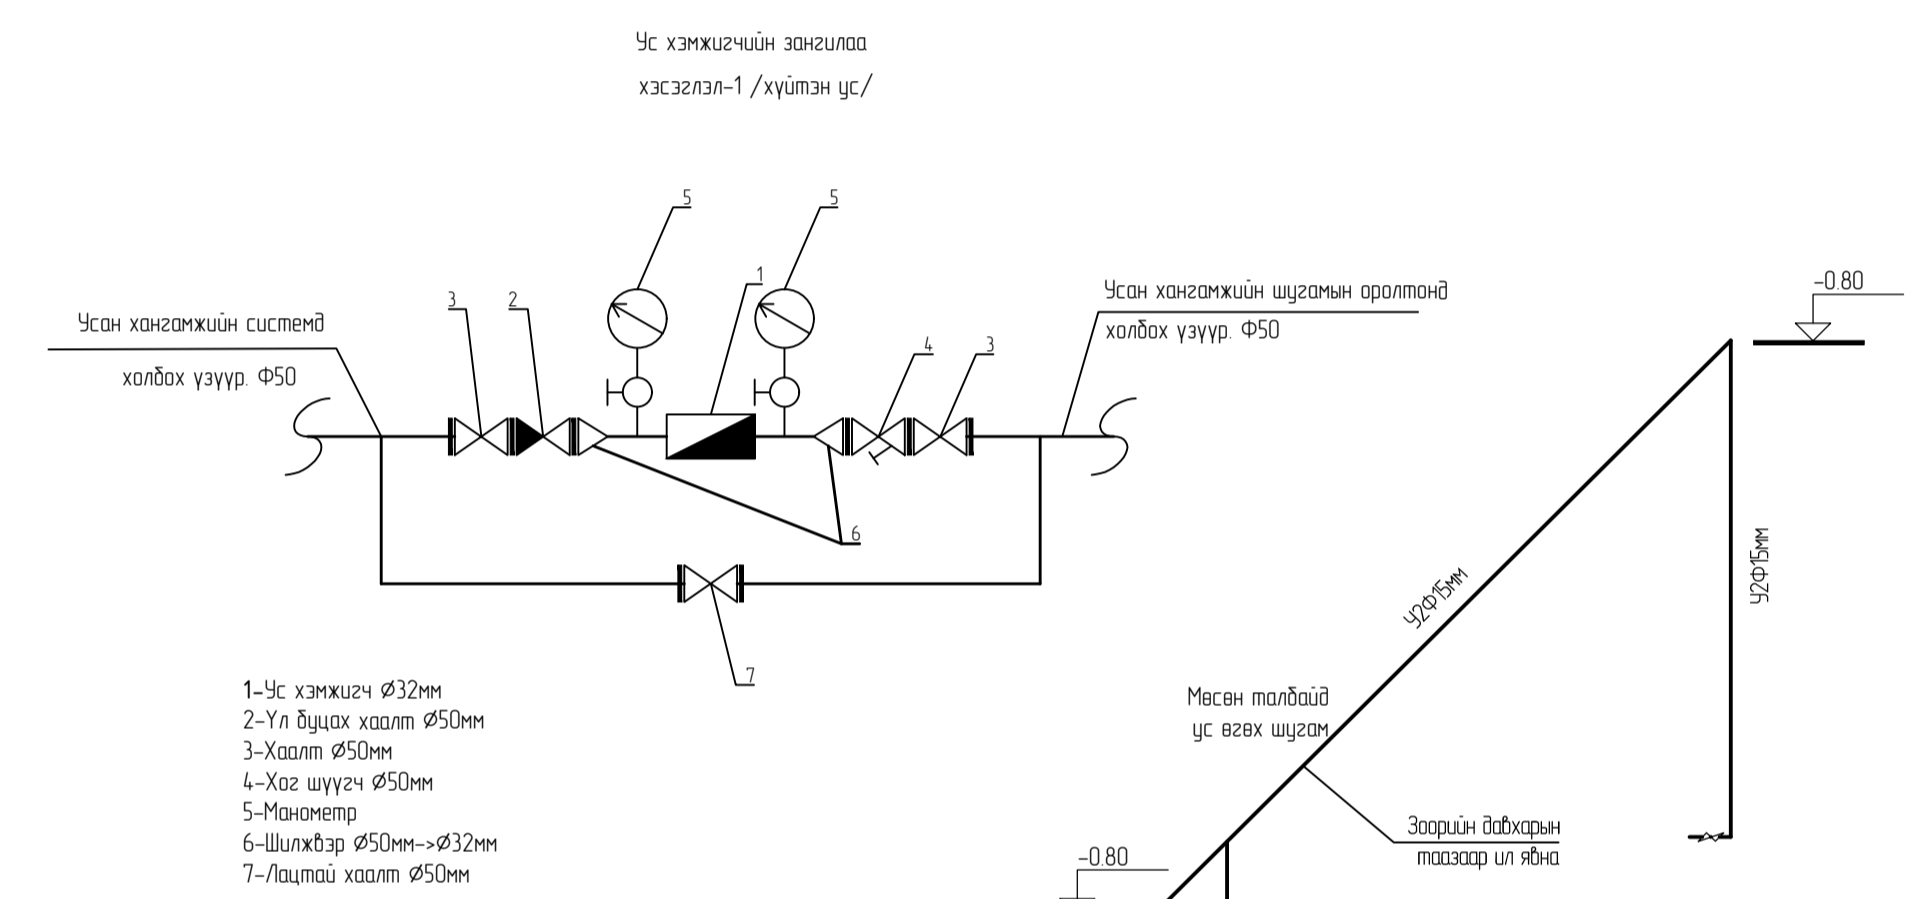 Ус хэмжигчийн зангилаа
хэсэглэл-1 /хүйтэн ус/
5
5
1
3
2
4
3
Усан хангамжийн системд
холбох үзүүр. Ф50
Усан хангамжийн шугамын оролтонд
холбох үзүүр. Ф50
-0.80
6
7
1-Ус хэмжигч Ø32мм
2-Үл буцах хаалт Ø50мм
3-Хаалт Ø50мм
4-Хог шүүгч Ø50мм
5-Манометр
6-Шилжвэр Ø50мм->Ø32мм
7-Лацтай хаалт Ø50мм
У2Ф15мм
У2Ф15мм
Мөсөн талбайд
ус өгөх шугам
Зоорийн давхарын
таазаар ил явна
-0.80